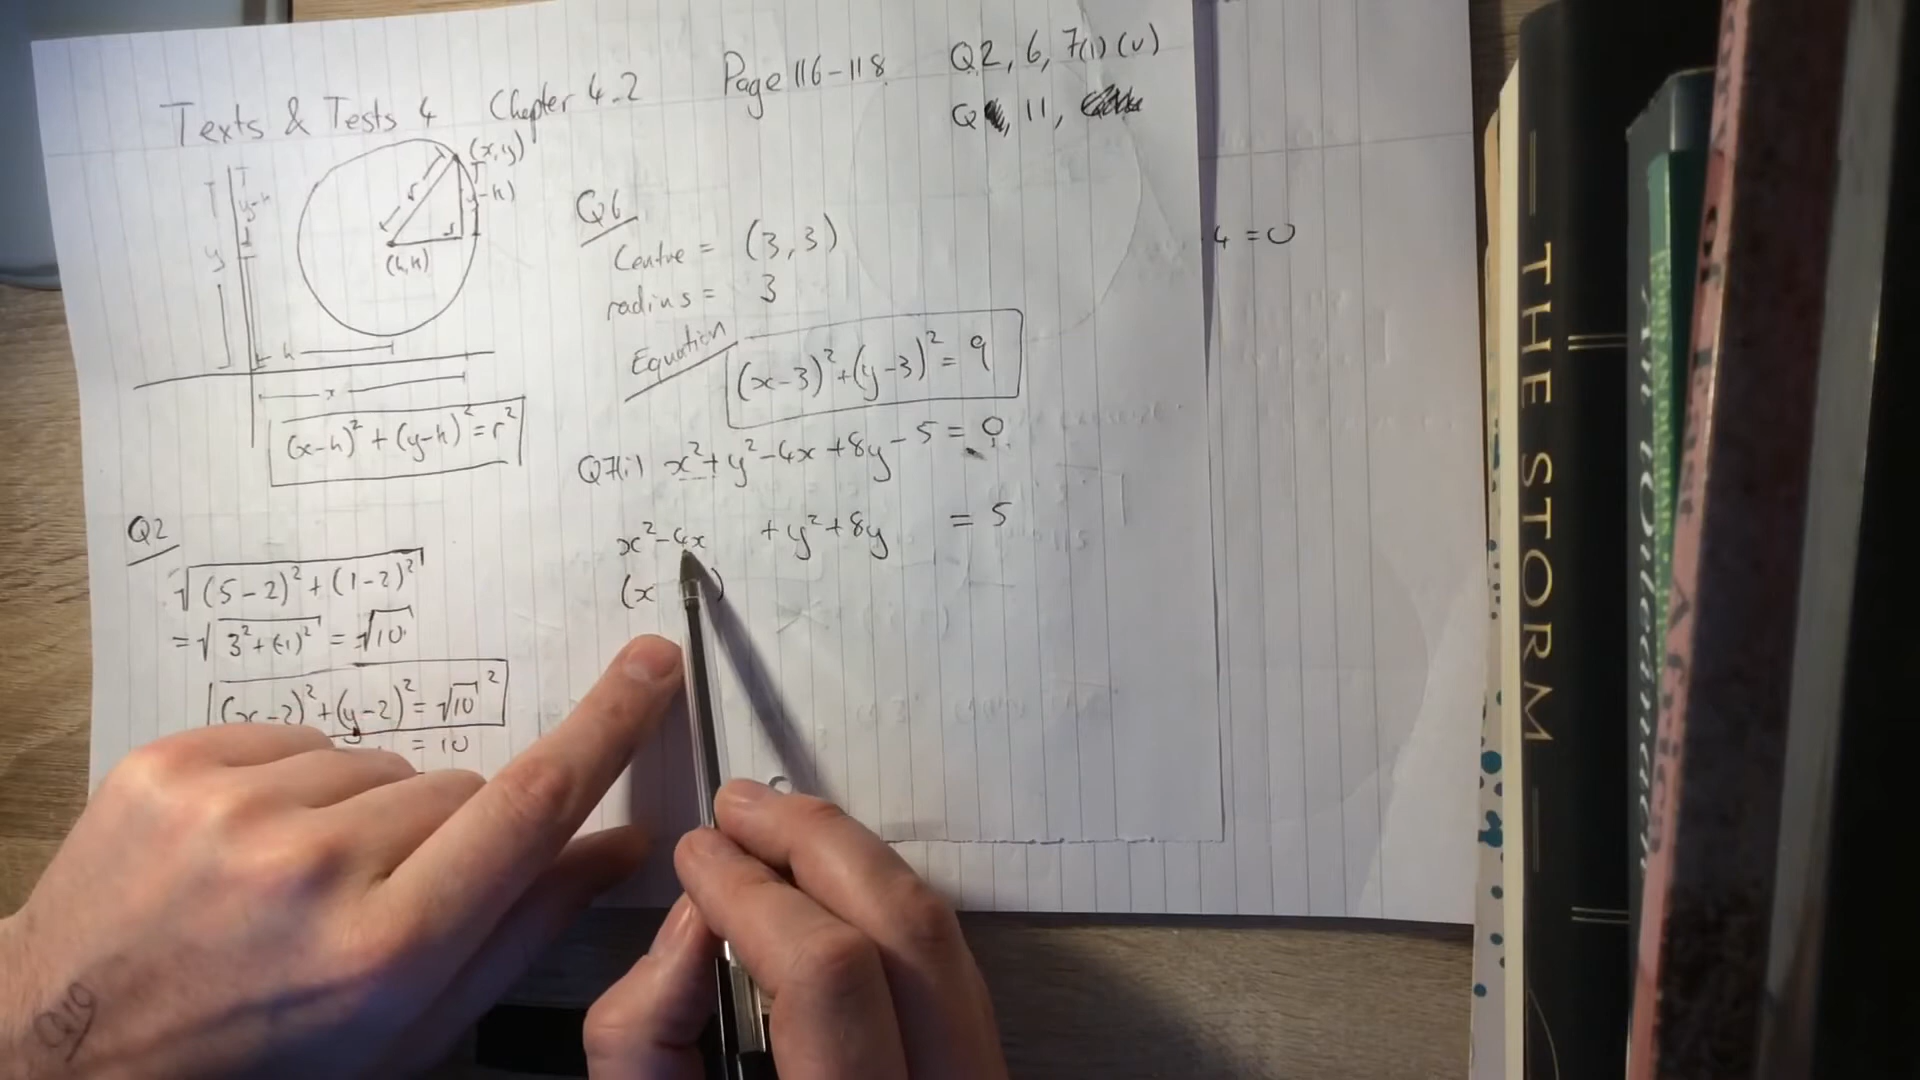 Texts & Tests 4 Chapter 4.2 Page 116-118 Q2, 6, 7(i) (v)
Q , 11,
(x,y)
r
y-k
y
(h,k)
h
x
(x-h)² + (y-k)² = r²
Q2
√(5-2)² + (1-2)²
= √3²+(-1)² = √10
(x-2)² + (y-2)² = √10²
= 10
Q6
Centre = (3,3)
radius = 3
Equation
(x-3)² + (y-3)² = 9
Q7(i) x² + y² - 4x + 8y - 5 = 0
x² - 4x + y² + 8y = 5
(x )
4 = 0
THE STORM